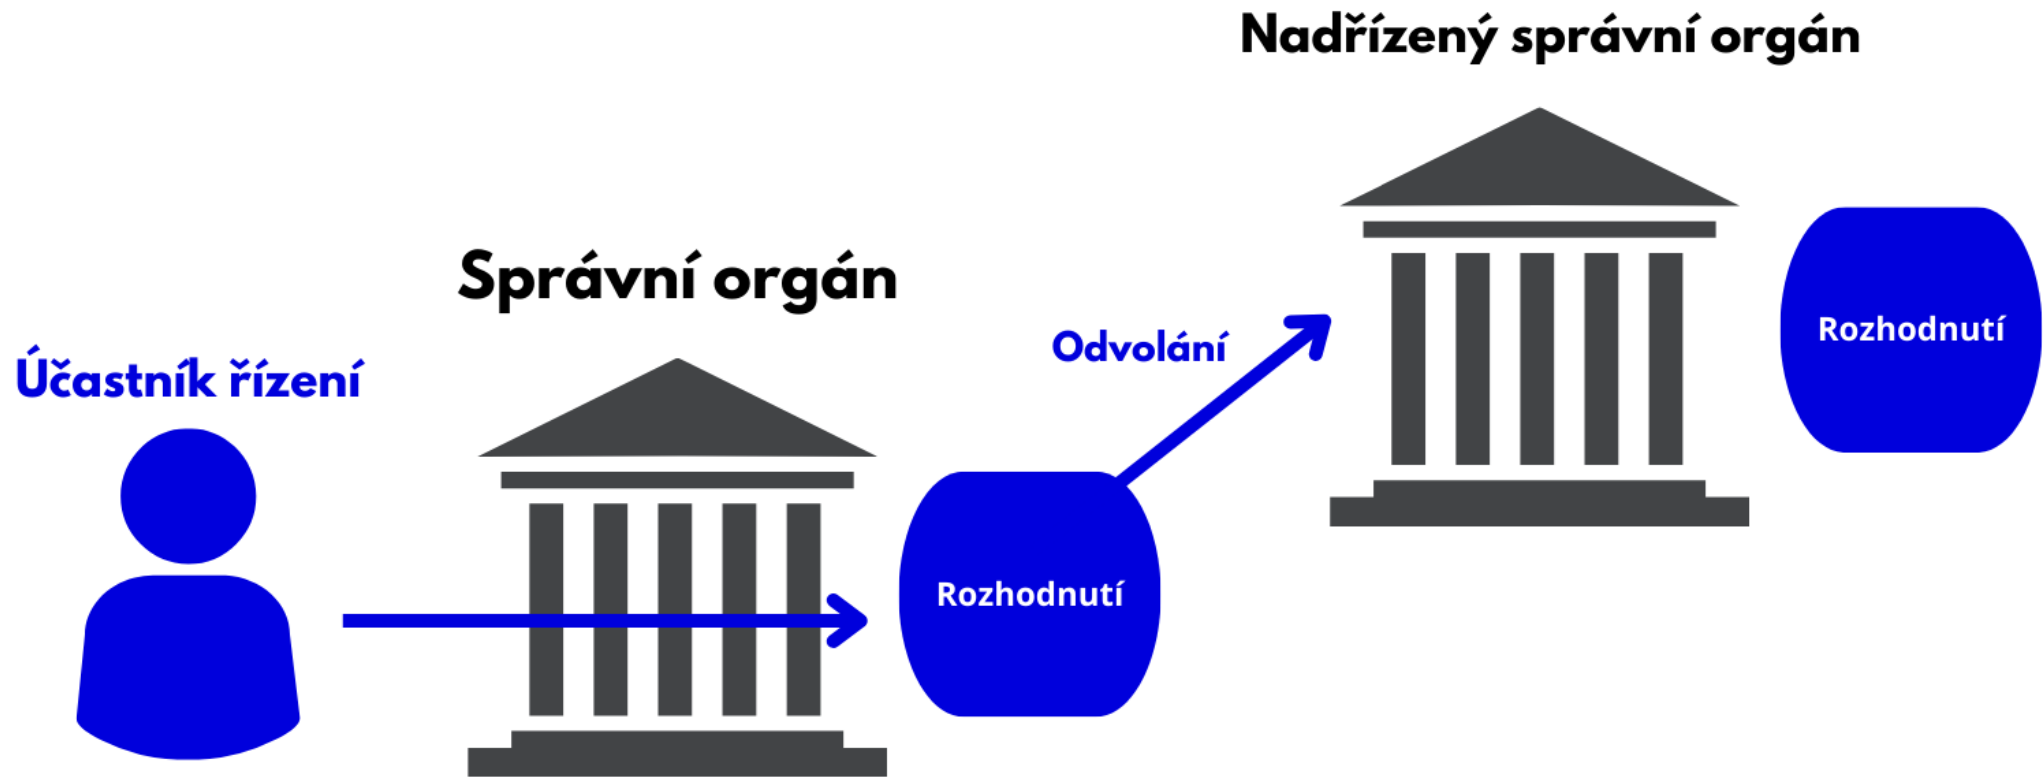 Nadřízený správní orgán
Správní orgán
Účastník řízení
Odvolání
Rozhodnutí
Rozhodnutí